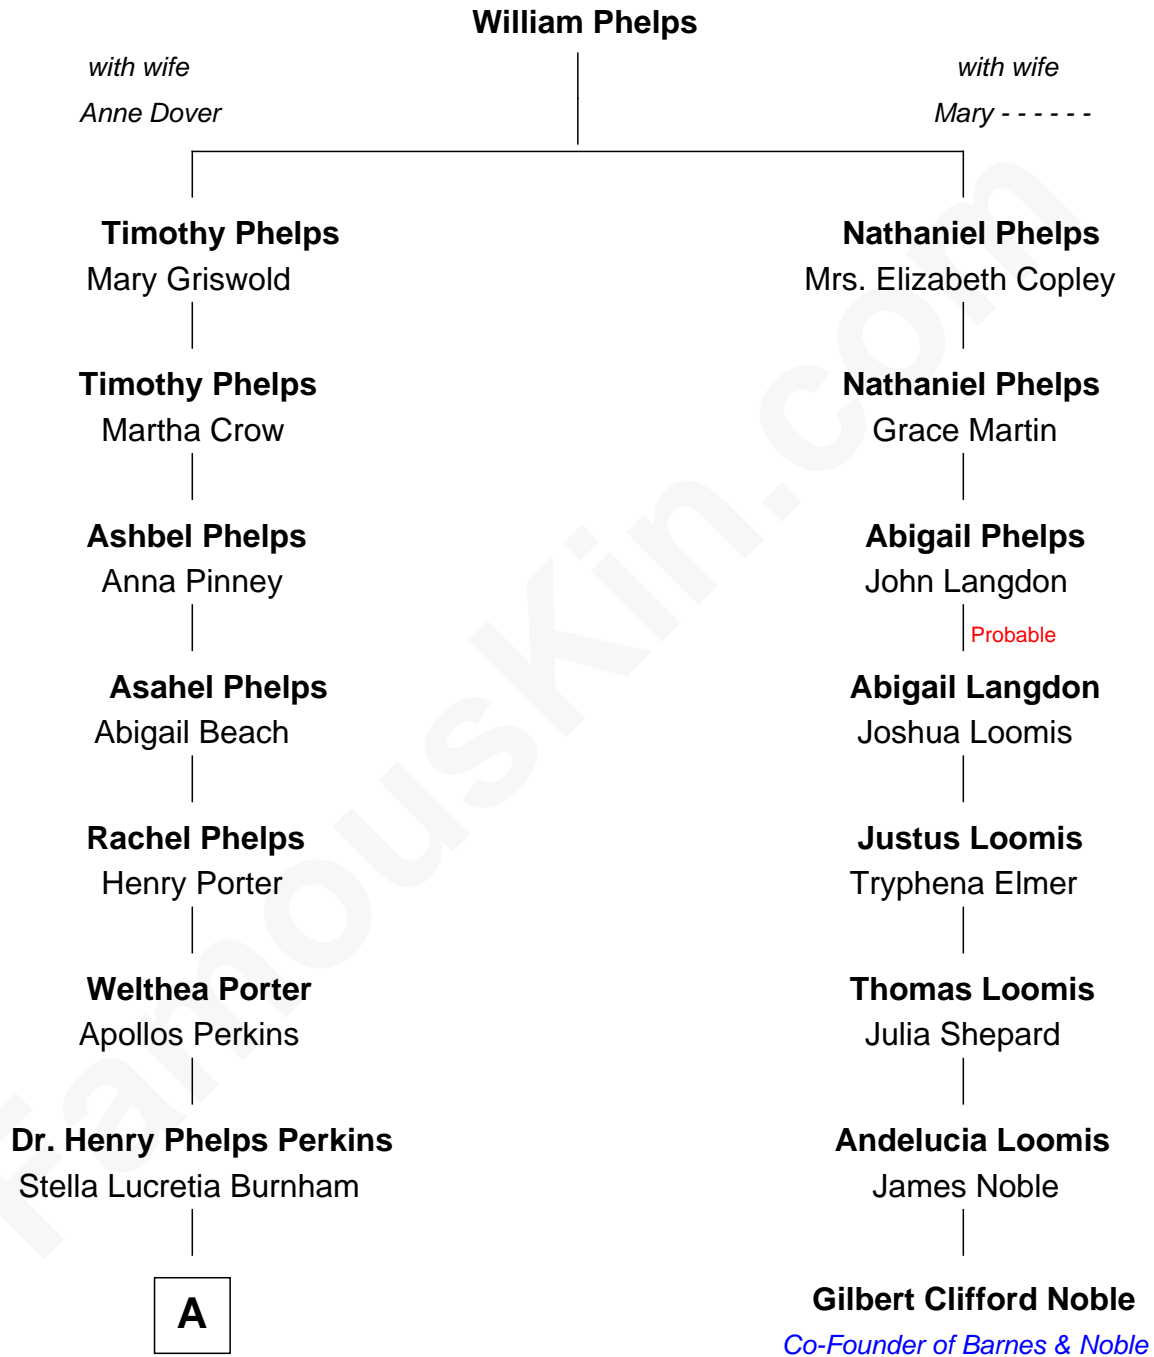 William Phelps
with wife
Anne Dover
with wife
Mary - - - - - -
Timothy Phelps
Mary Griswold
Nathaniel Phelps
Mrs. Elizabeth Copley
Timothy Phelps
Martha Crow
Nathaniel Phelps
Grace Martin
Ashbel Phelps
Anna Pinney
Abigail Phelps
John Langdon
Probable
Asahel Phelps
Abigail Beach
Abigail Langdon
Joshua Loomis
Rachel Phelps
Henry Porter
Justus Loomis
Tryphena Elmer
Welthea Porter
Apollos Perkins
Thomas Loomis
Julia Shepard
Dr. Henry Phelps Perkins
Stella Lucretia Burnham
Andelucia Loomis
James Noble
A
Gilbert Clifford Noble
Co-Founder of Barnes & Noble
FamousKin.com